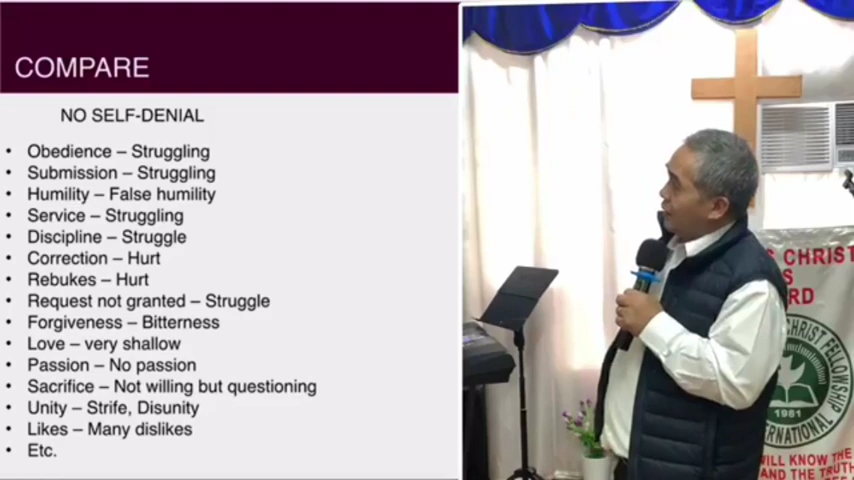 COMPARE
NO SELF-DENIAL
• Obedience – Struggling
• Submission – Struggling
• Humility – False humility
• Service – Struggling
• Discipline – Struggle
• Correction – Hurt
• Rebukes – Hurt
• Request not granted – Struggle
• Forgiveness – Bitterness
• Love – very shallow
• Passion – No passion
• Sacrifice – Not willing but questioning
• Unity – Strife, Disunity
• Likes – Many dislikes
• Etc.
CHRIST
CHRIST FELLOWSHIP
1981
INTERNATIONAL
WILL KNOW THE
AND THE TRUTH